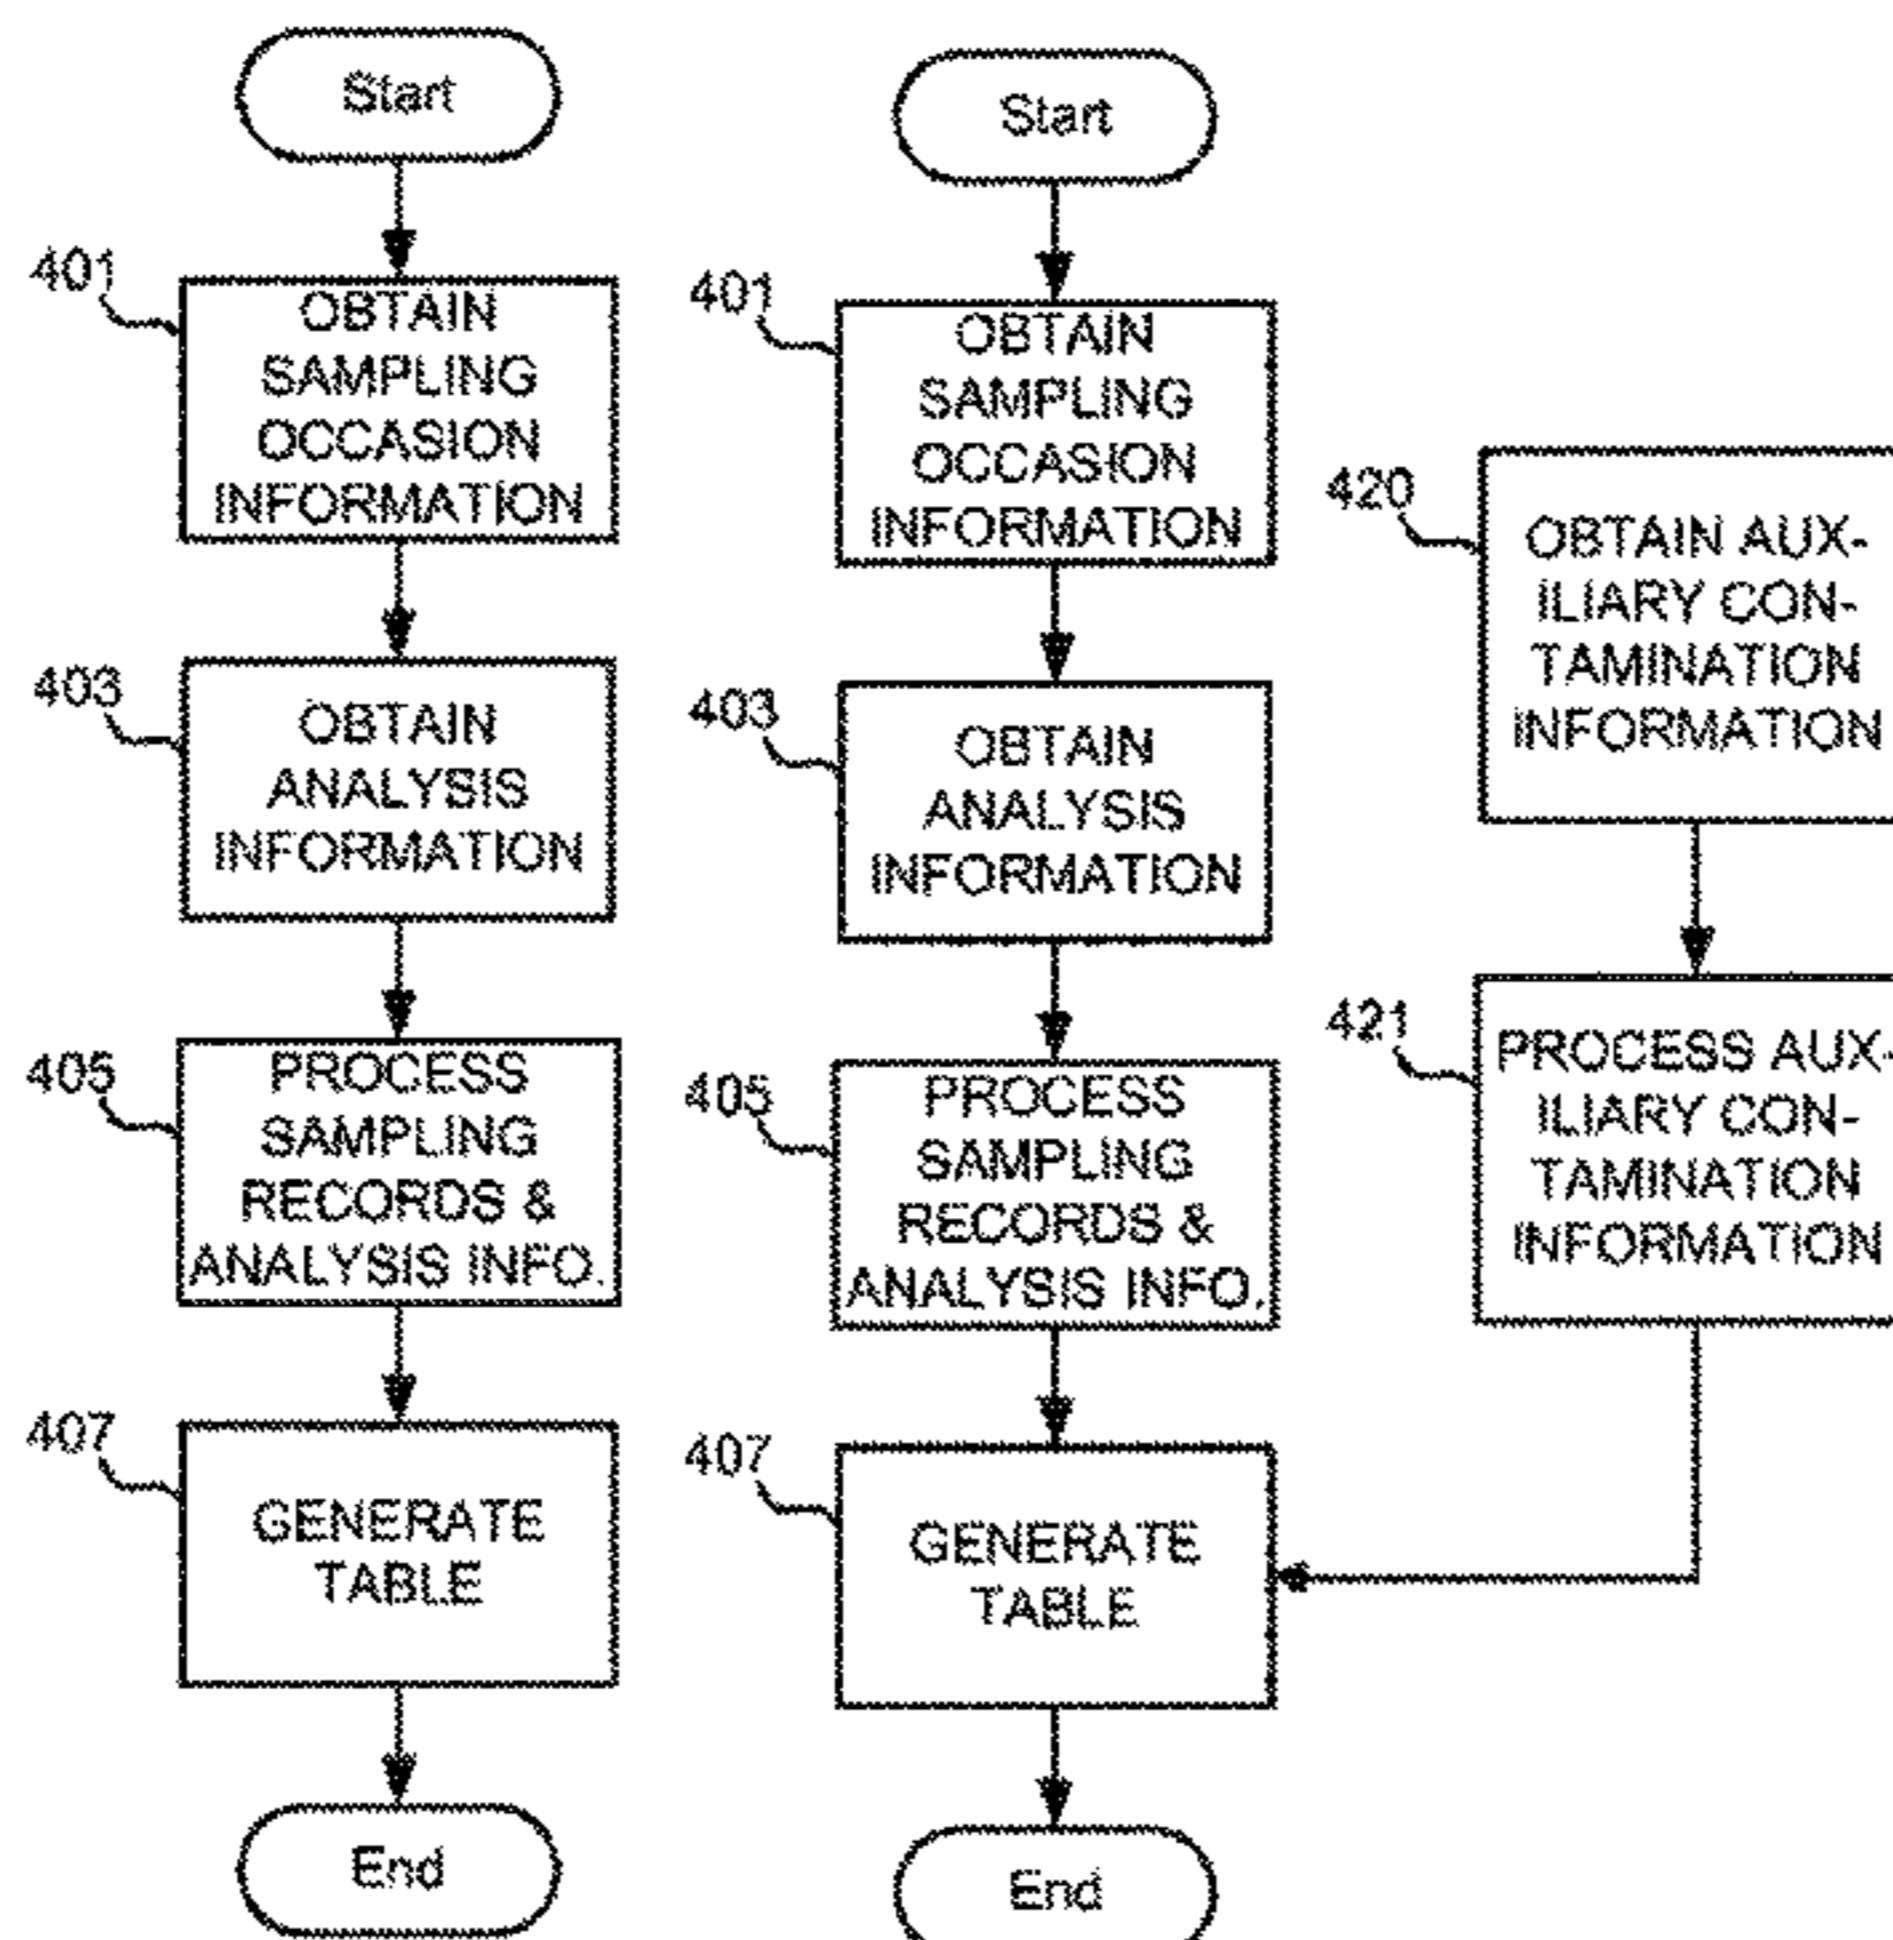 Start
401
OBTAIN
SAMPLING
OCCASION
INFORMATION
403
OBTAIN
ANALYSIS
INFORMATION
405
PROCESS
SAMPLING
RECORDS &
ANALYSIS INFO.
407
GENERATE
TABLE
End
Start
401
OBTAIN
SAMPLING
OCCASION
INFORMATION
403
OBTAIN
ANALYSIS
INFORMATION
405
PROCESS
SAMPLING
RECORDS &
ANALYSIS INFO.
407
GENERATE
TABLE
End
420
OBTAIN AUX-
ILIARY CON-
TAMINATION
INFORMATION
421
PROCESS AUX-
ILIARY CON-
TAMINATION
INFORMATION